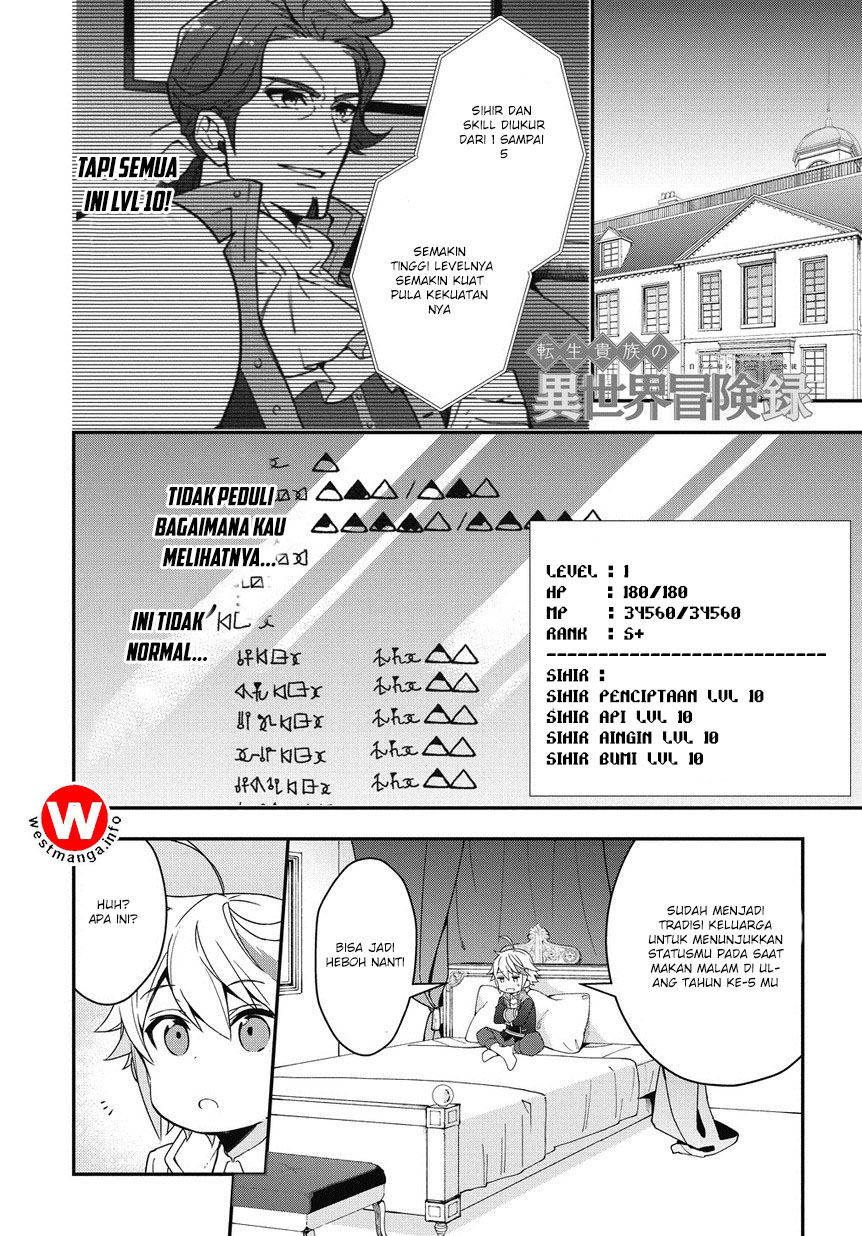 SIHIR DAN
SKILL DIUKUR
DARI 1 SAMPAI
5
SEMAKIN
TINGGI LEVELNYA
SEMAKIN KUAT
PULA KEKUATAN
NYA
TAPI SEMUA
INI LVL 10!
転生貴族の
異世界冒険録
TIDAK PEDULI
BAGAIMANA KAU
MELIHATNYA...
INI TIDAK
NORMAL...
LEVEL : 1
HP : 180/180
MP : 34560/34560
RANK : S+
---------------------------
SIHIR :
SIHIR PENCIPTAAN LVL 10
SIHIR API LVL 10
SIHIR AINGIN LVL 10
SIHIR BUMI LVL 10
W
westmanga.info
SUDAH MENJADI
TRADISI KELUARGA
UNTUK MENUNJUKKAN
STATUSMU PADA SAAT
MAKAN MALAM DI UL-
ANG TAHUN KE-5 MU
BISA JADI
HEBOH NANTI
HUH?
APA INI?